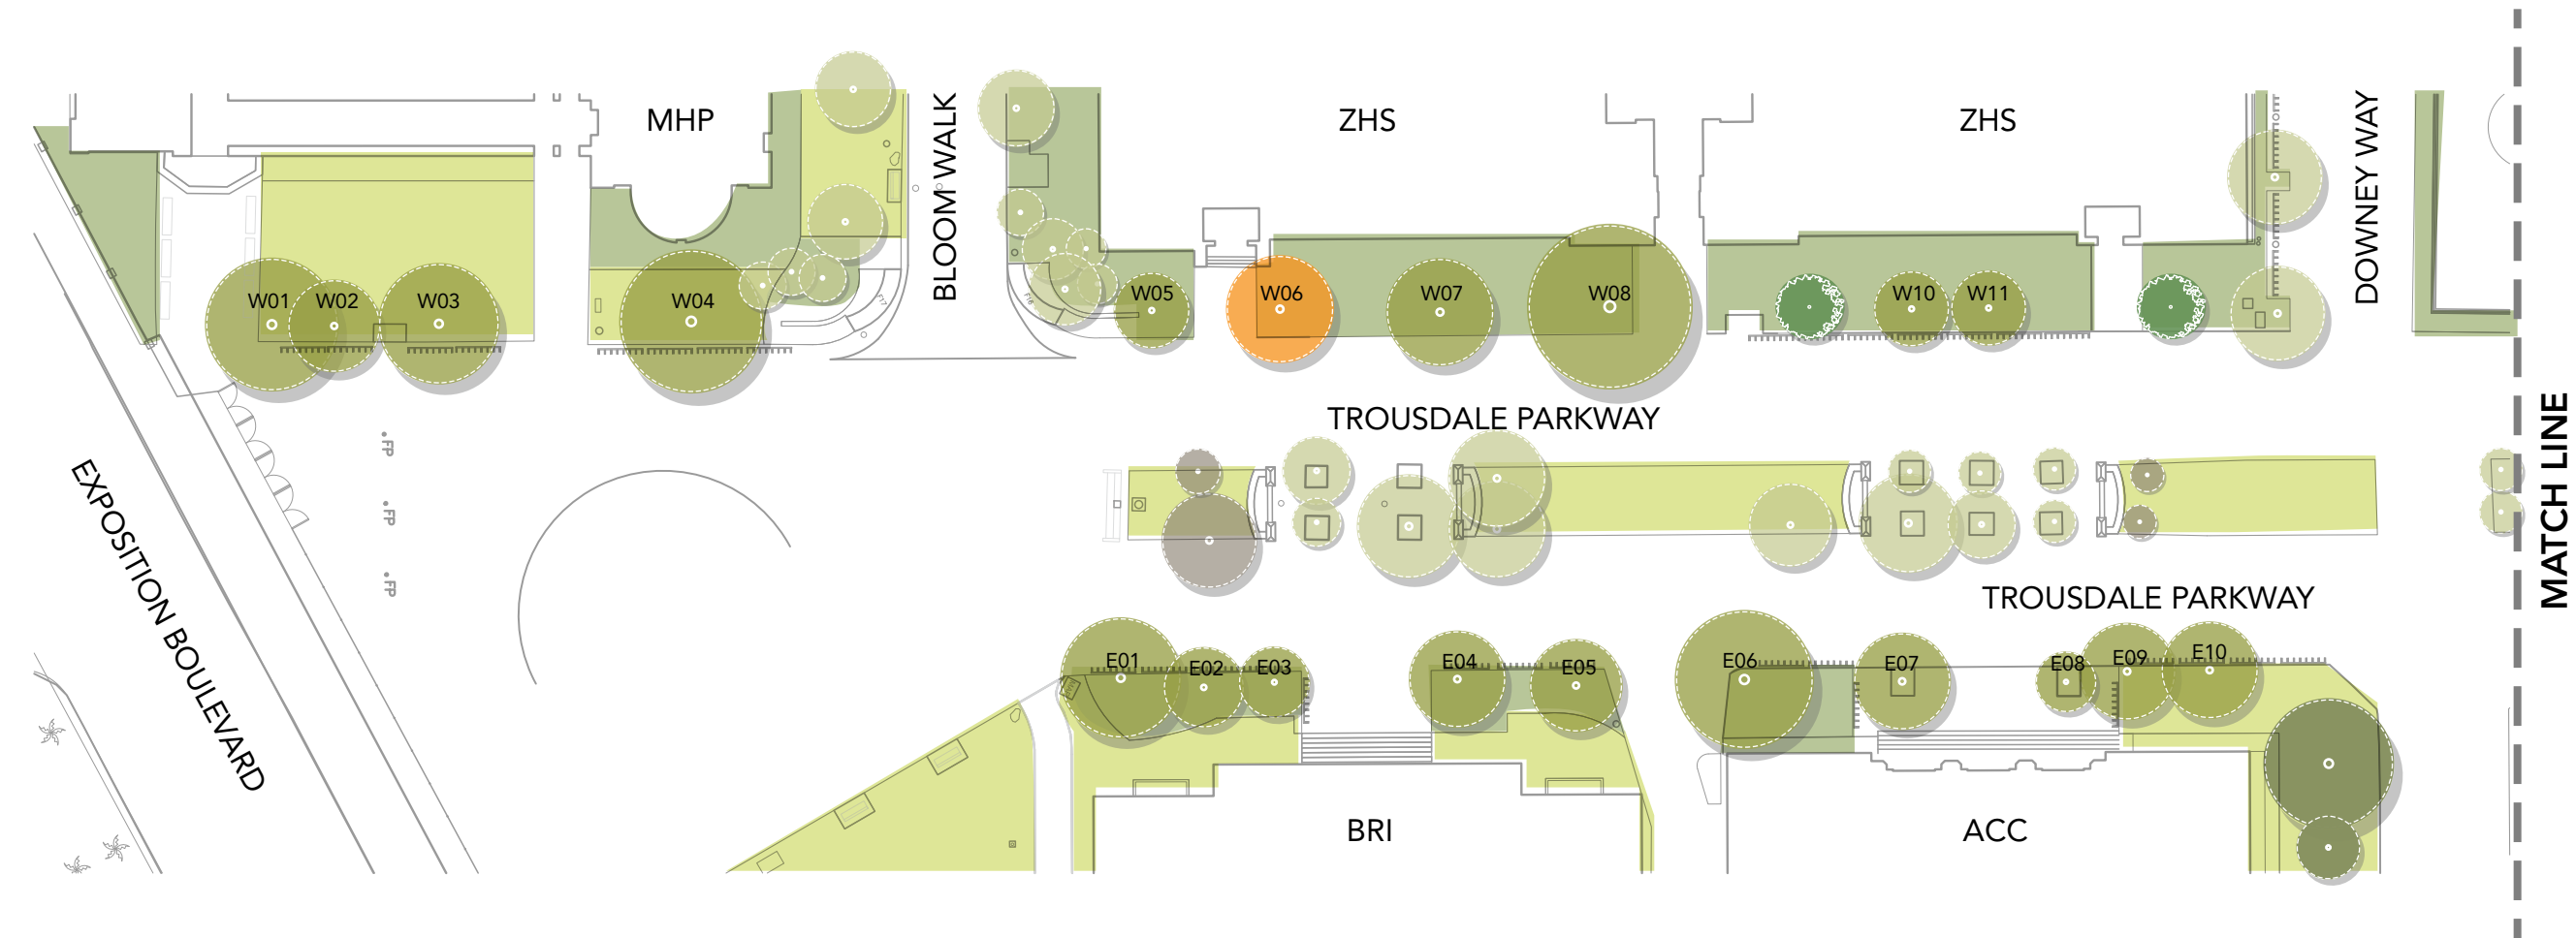 MHP
BLOOM WALK
ZHS
ZHS
DOWNEY WAY
W01
W02
W03
W04
W05
W06
W07
W08
W10
W11
F17
F16
TROUSDALE PARKWAY
MATCH LINE
FP
FP
FP
EXPOSITION BOULEVARD
TROUSDALE PARKWAY
E01
E02
E03
E04
E05
E06
E07
E08
E09
E10
BRI
ACC